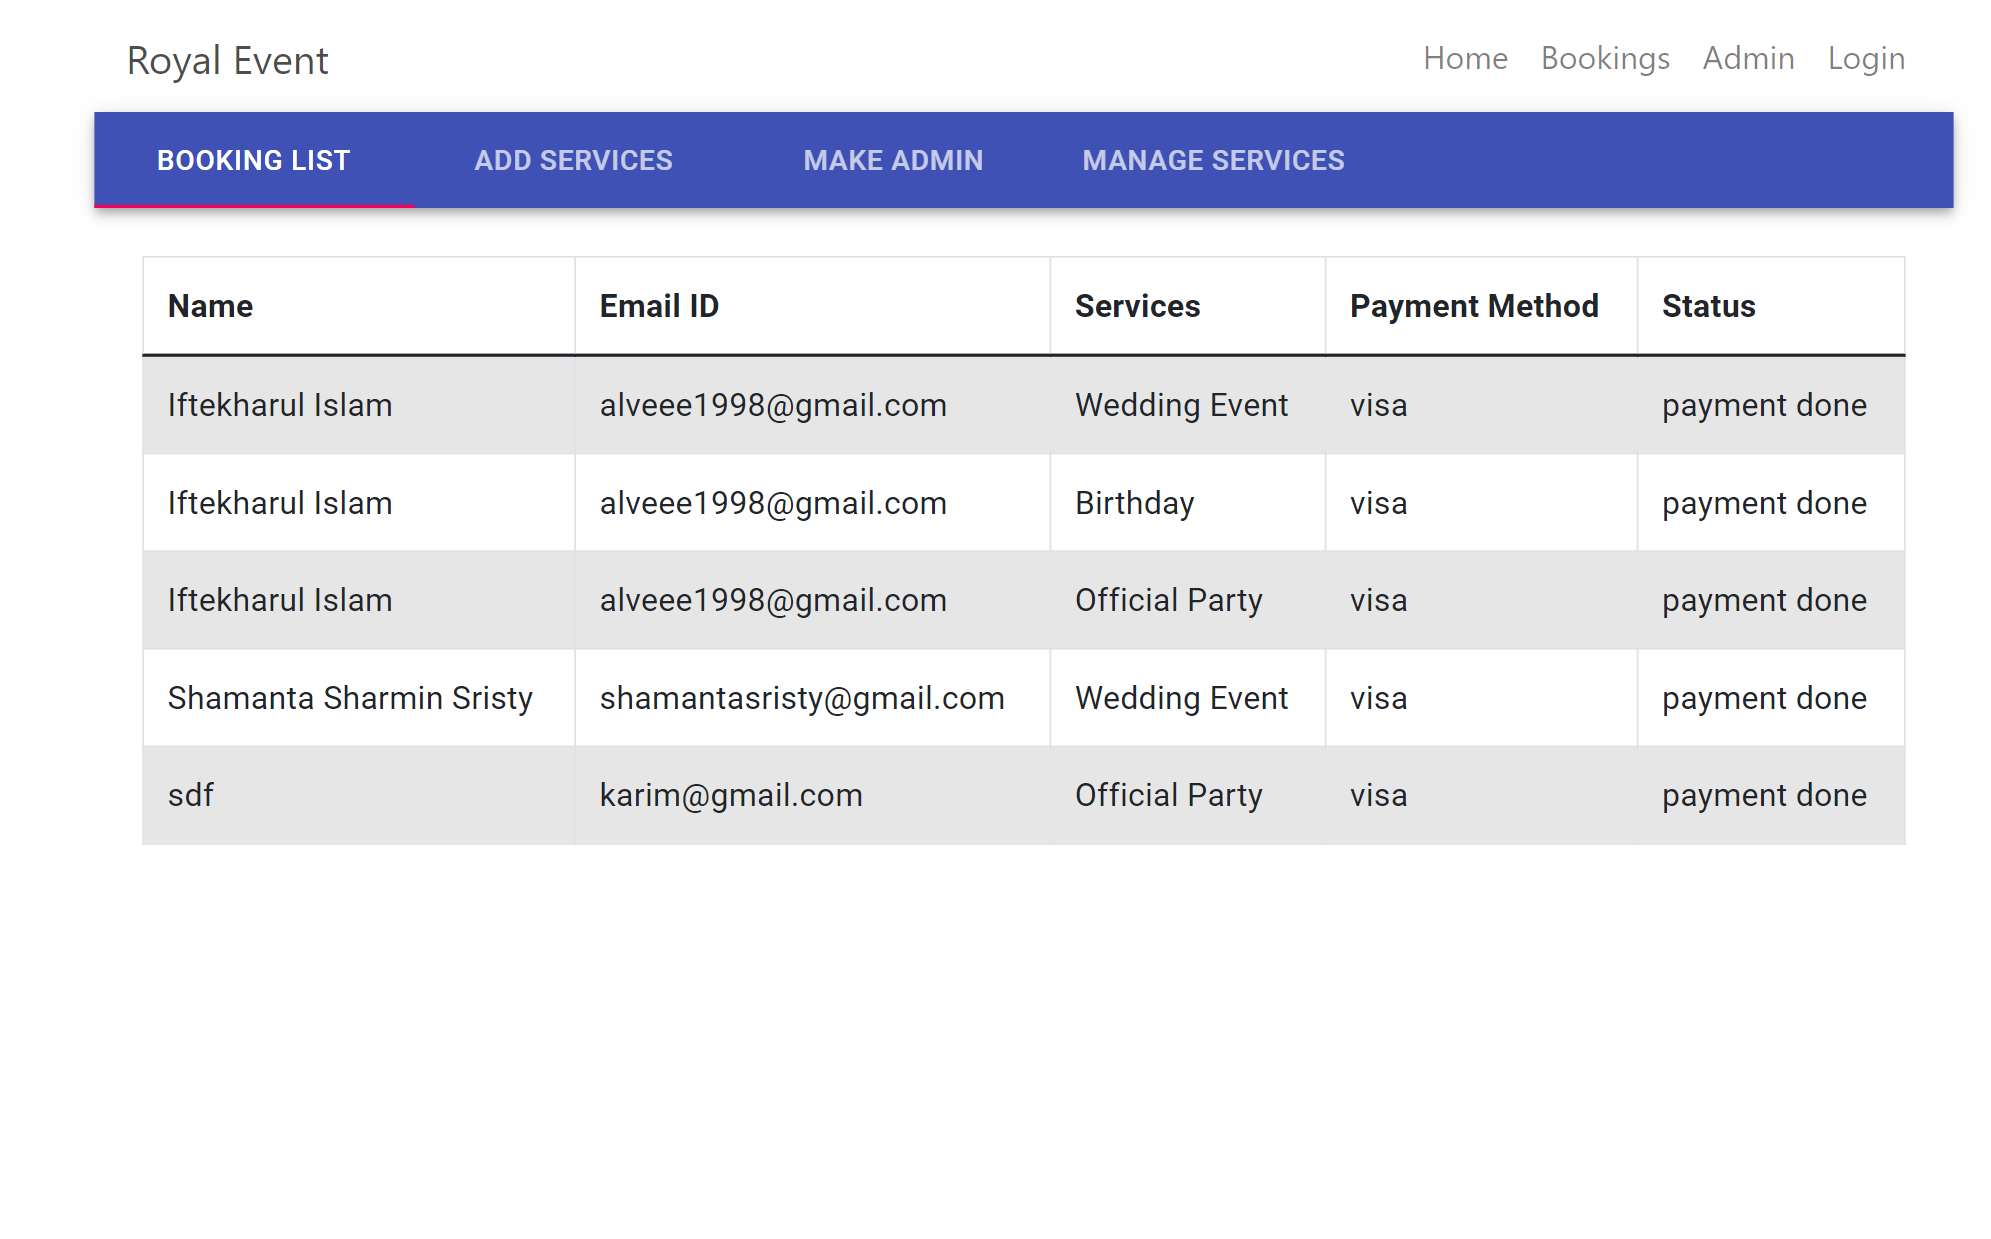 Royal Event Home Bookings Admin Login
BOOKING LIST ADD SERVICES MAKE ADMIN MANAGE SERVICES
Name Email ID Services Payment Method Status
Iftekharul Islam alveee1998@gmail.com Wedding Event visa payment done
Iftekharul Islam alveee1998@gmail.com Birthday visa payment done
Iftekharul Islam alveee1998@gmail.com Official Party visa payment done
Shamanta Sharmin Sristy shamantasristy@gmail.com Wedding Event visa payment done
sdf karim@gmail.com Official Party visa payment done